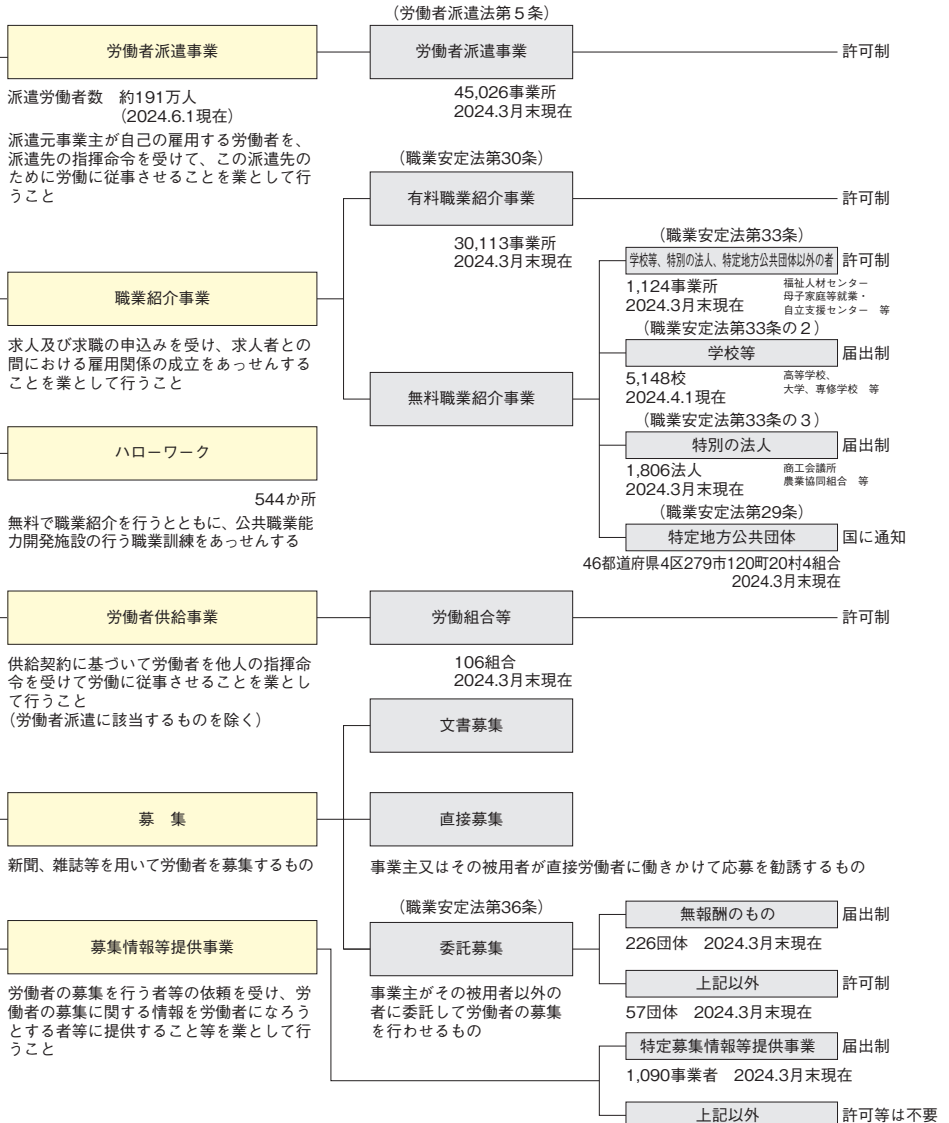 (労働者派遣法第5条)
労働者派遣事業
労働者派遣事業
許可制
派遣労働者数　約191万人
(2024.6.1現在)
45,026事業所
2024.3月末現在
派遣元事業主が自己の雇用する労働者を、
派遣先の指揮命令を受けて、この派遣先の
ために労働に従事させることを業として行
うこと
(職業安定法第30条)
有料職業紹介事業
許可制
30,113事業所
2024.3月末現在
(職業安定法第33条)
学校等、特別の法人、特定地方公共団体以外の者
許可制
1,124事業所
2024.3月末現在
福祉人材センター
母子家庭等就業・
自立支援センター　等
職業紹介事業
求人及び求職の申込みを受け、求人者との
間における雇用関係の成立をあっせんする
ことを業として行うこと
無料職業紹介事業
(職業安定法第33条の2)
学校等
届出制
5,148校
2024.4.1現在
高等学校、
大学、専修学校　等
(職業安定法第33条の3)
特別の法人
届出制
1,806法人
2024.3月末現在
商工会議所
農業協同組合　等
ハローワーク
544か所
無料で職業紹介を行うとともに、公共職業能
力開発施設の行う職業訓練をあっせんする
(職業安定法第29条)
特定地方公共団体
国に通知
46都道府県4区279市120町20村4組合
2024.3月末現在
労働者供給事業
労働組合等
許可制
供給契約に基づいて労働者を他人の指揮命
令を受けて労働に従事させることを業とし
て行うこと
(労働者派遣に該当するものを除く)
106組合
2024.3月末現在
文書募集
募　集
直接募集
新聞、雑誌等を用いて労働者を募集するもの
事業主又はその被用者が直接労働者に働きかけて応募を勧誘するもの
(職業安定法第36条)
委託募集
事業主がその被用者以外の
者に委託して労働者の募集
を行わせるもの
無報酬のもの
届出制
226団体　2024.3月末現在
上記以外
許可制
57団体　2024.3月末現在
募集情報等提供事業
労働者の募集を行う者等の依頼を受け、労
働者の募集に関する情報を労働者になろう
とする者等に提供すること等を業として行
うこと
特定募集情報等提供事業
届出制
1,090事業者　2024.3月末現在
上記以外
許可等は不要